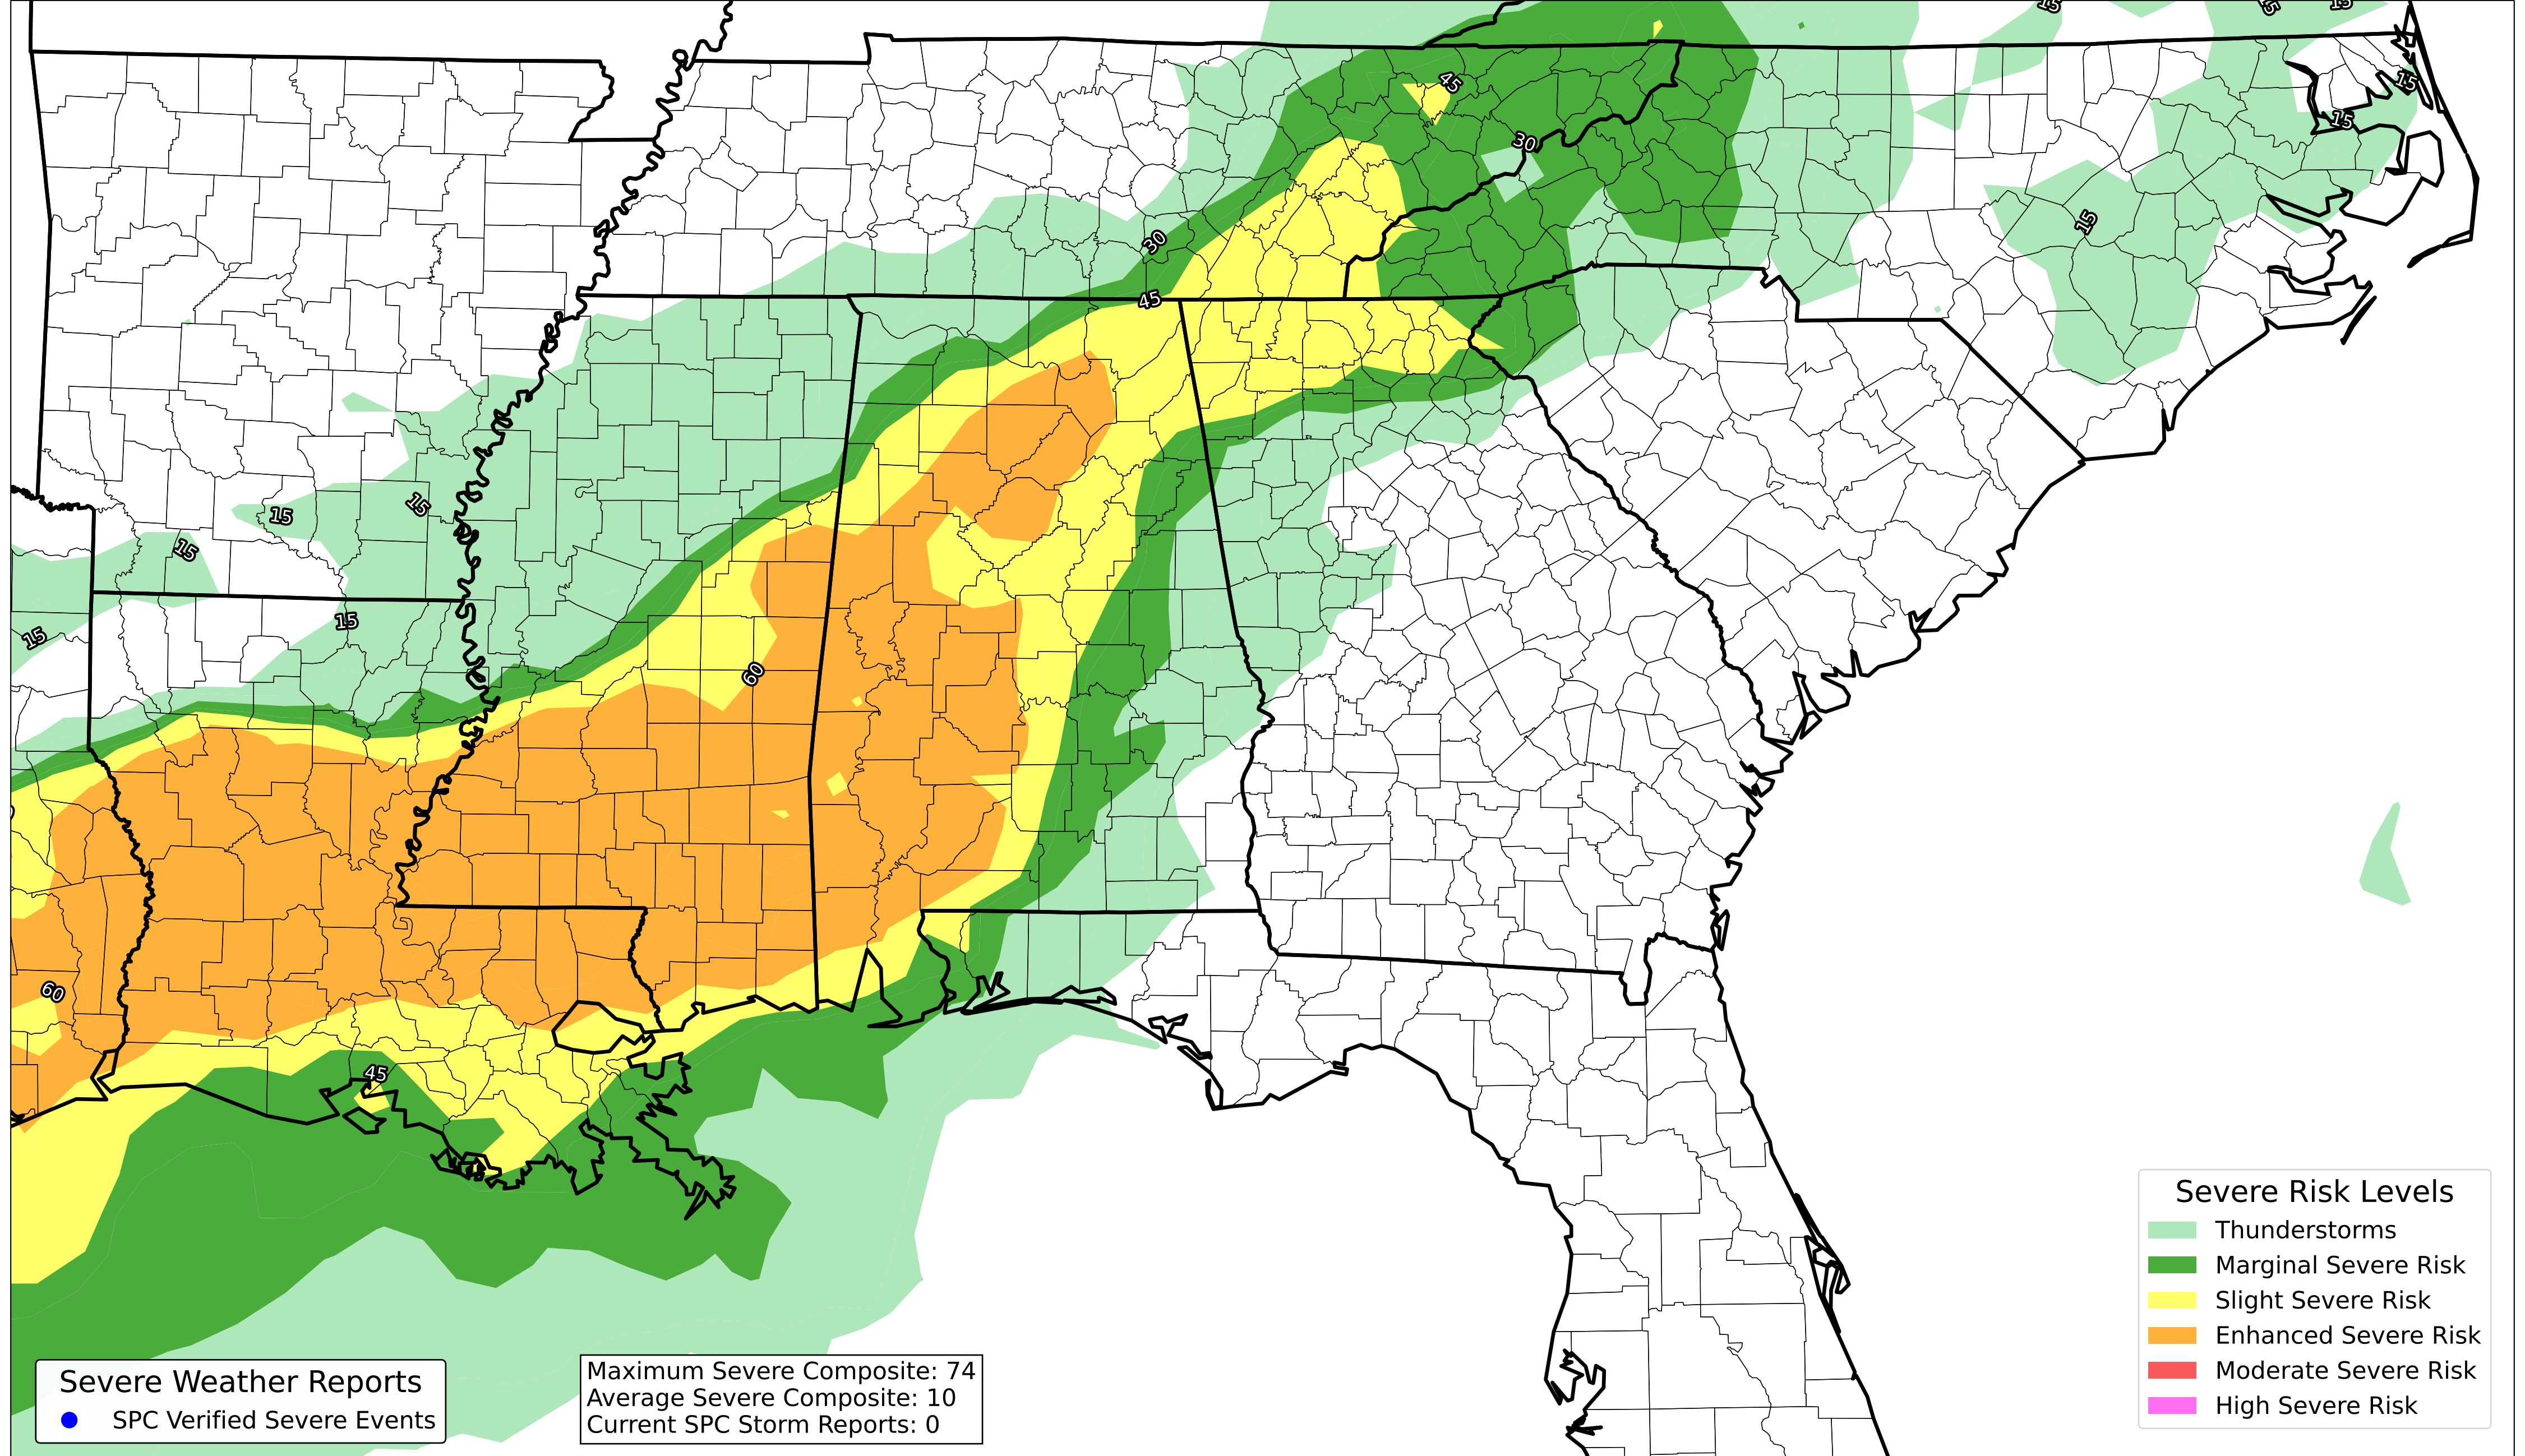 15
15
15
45
15
30
15
30
15
45
15
15
15
15
15
60
60
45
Severe Risk Levels
Thunderstorms
Marginal Severe Risk
Slight Severe Risk
Enhanced Severe Risk
Moderate Severe Risk
High Severe Risk
Severe Weather Reports
SPC Verified Severe Events
Maximum Severe Composite: 74
Average Severe Composite: 10
Current SPC Storm Reports: 0